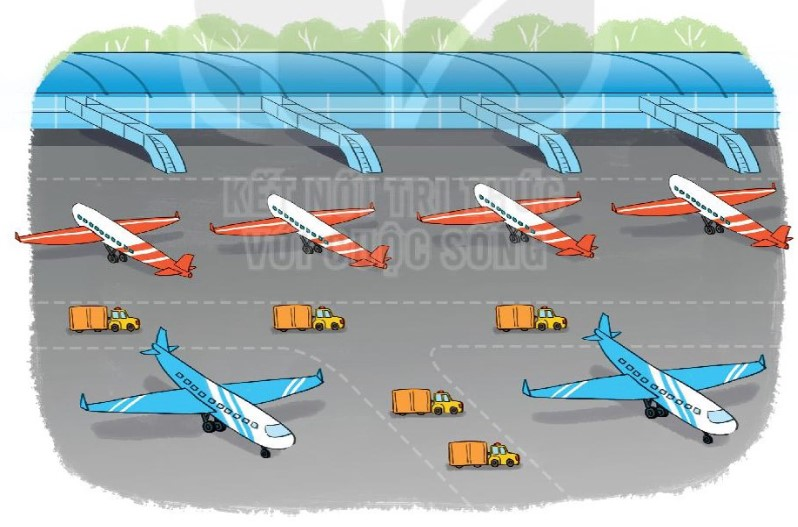 KẾT NỐI TRI THỨC
VỚI CUỘC SỐNG